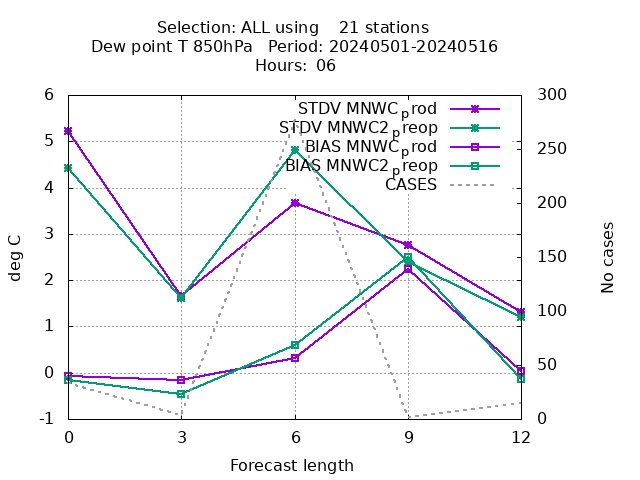 Selection: ALL using    21 stations
Dew point T 850hPa   Period: 20240501-20240516
Hours: 06
STDV MNWC_prod
STDV MNWC2_preop
BIAS MNWC_prod
BIAS MNWC2_preop
CASES
6
5
4
3
2
1
0
-1
deg C
300
250
200
150
100
50
0
No cases
0 3 6 9 12
Forecast length